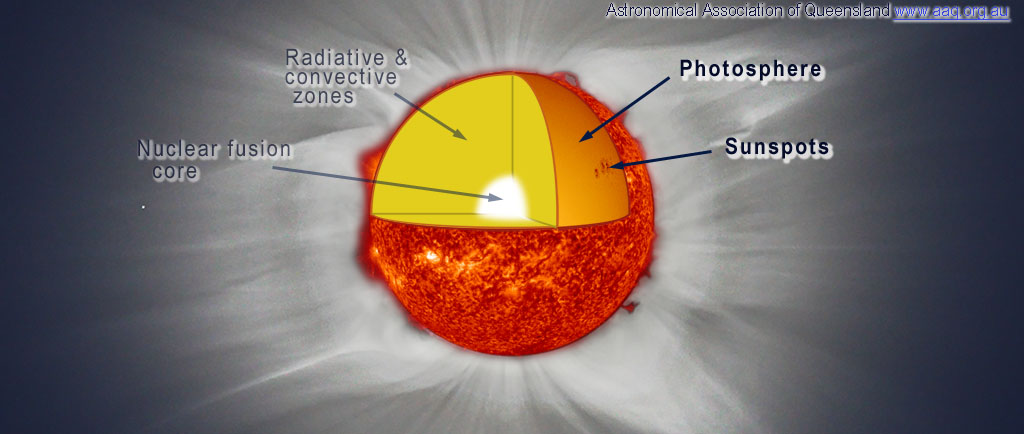 Astronomical Association of Queensland www.aaq.org.au
Radiative &
convective
zones
Photosphere
Nuclear fusion
core
Sunspots